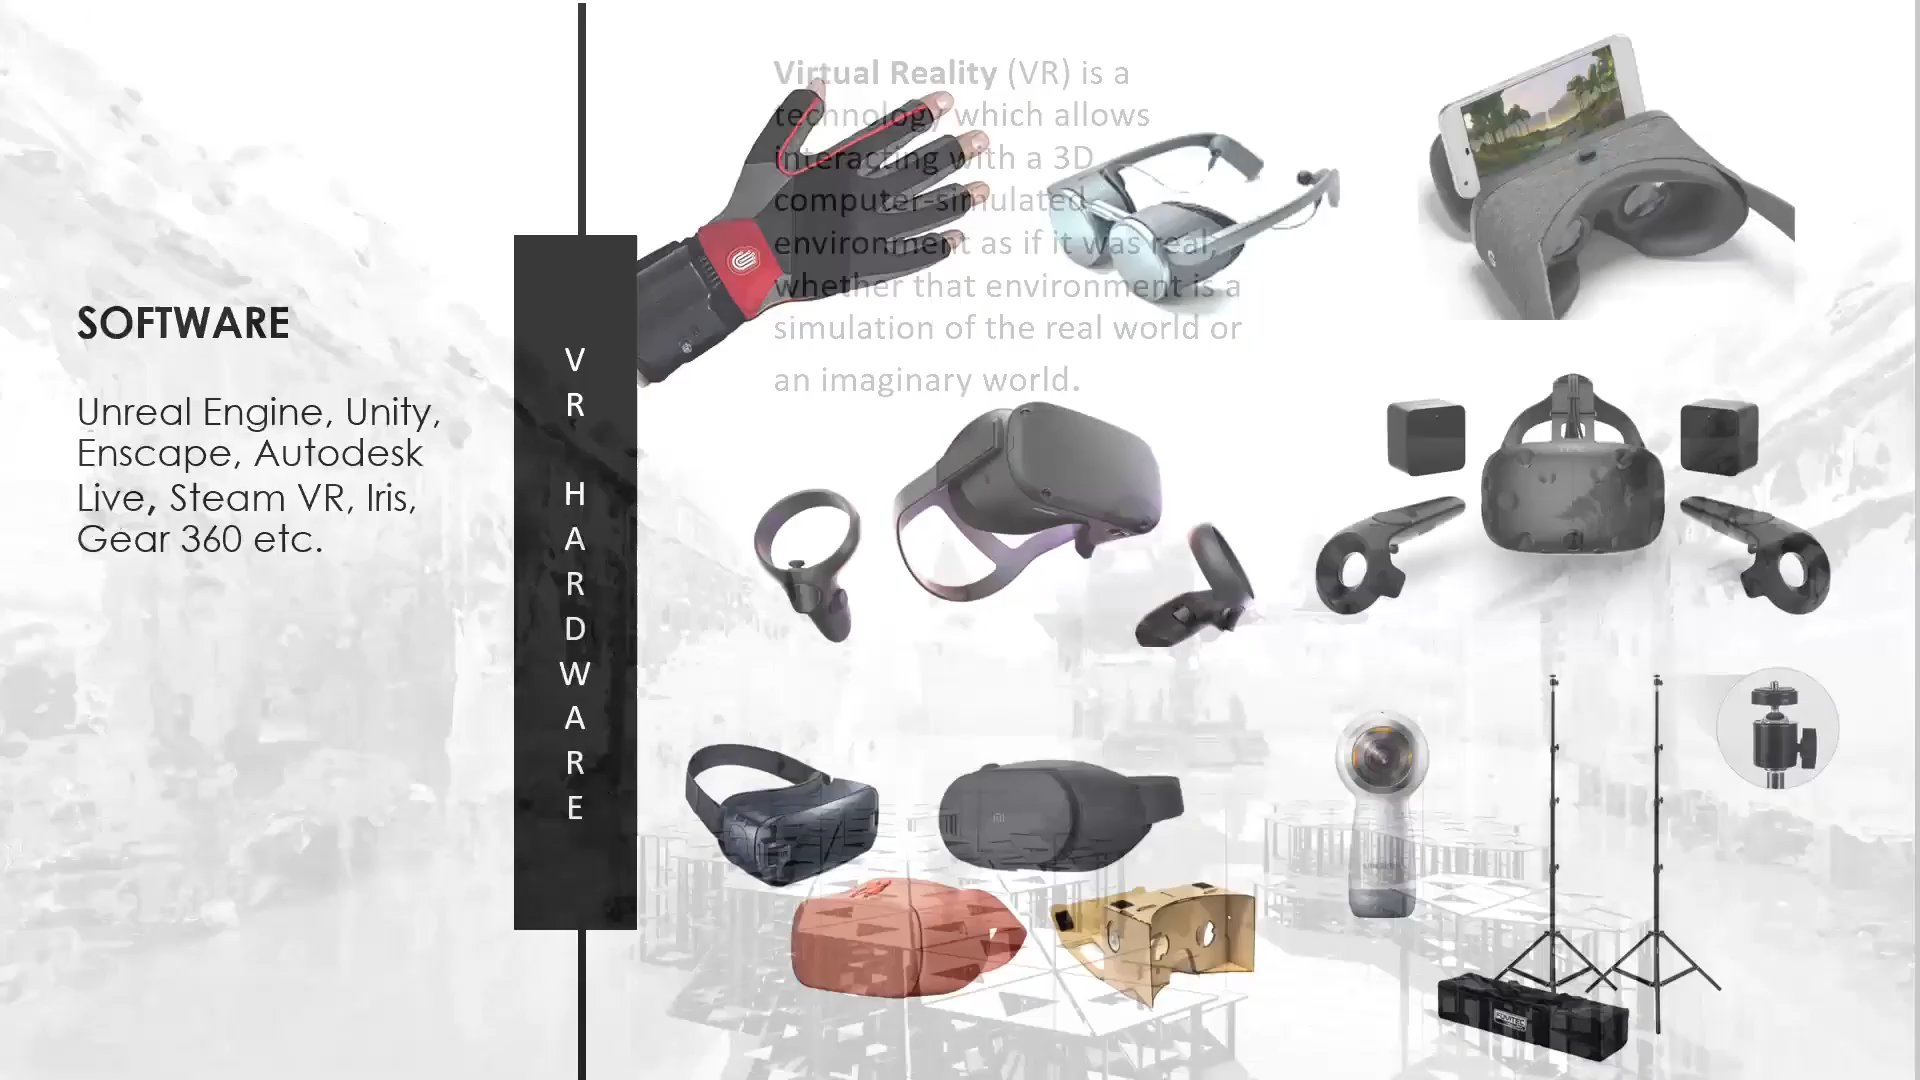 SOFTWARE
Unreal Engine, Unity,
Enscape, Autodesk
Live, Steam VR, Iris,
Gear 360 etc.
V
R
H
A
R
D
W
A
R
E
Virtual Reality (VR) is a
technology which allows
interacting with a 3D
computer-simulated
environment as if it was real,
whether that environment is a
simulation of the real world or
an imaginary world.
MI